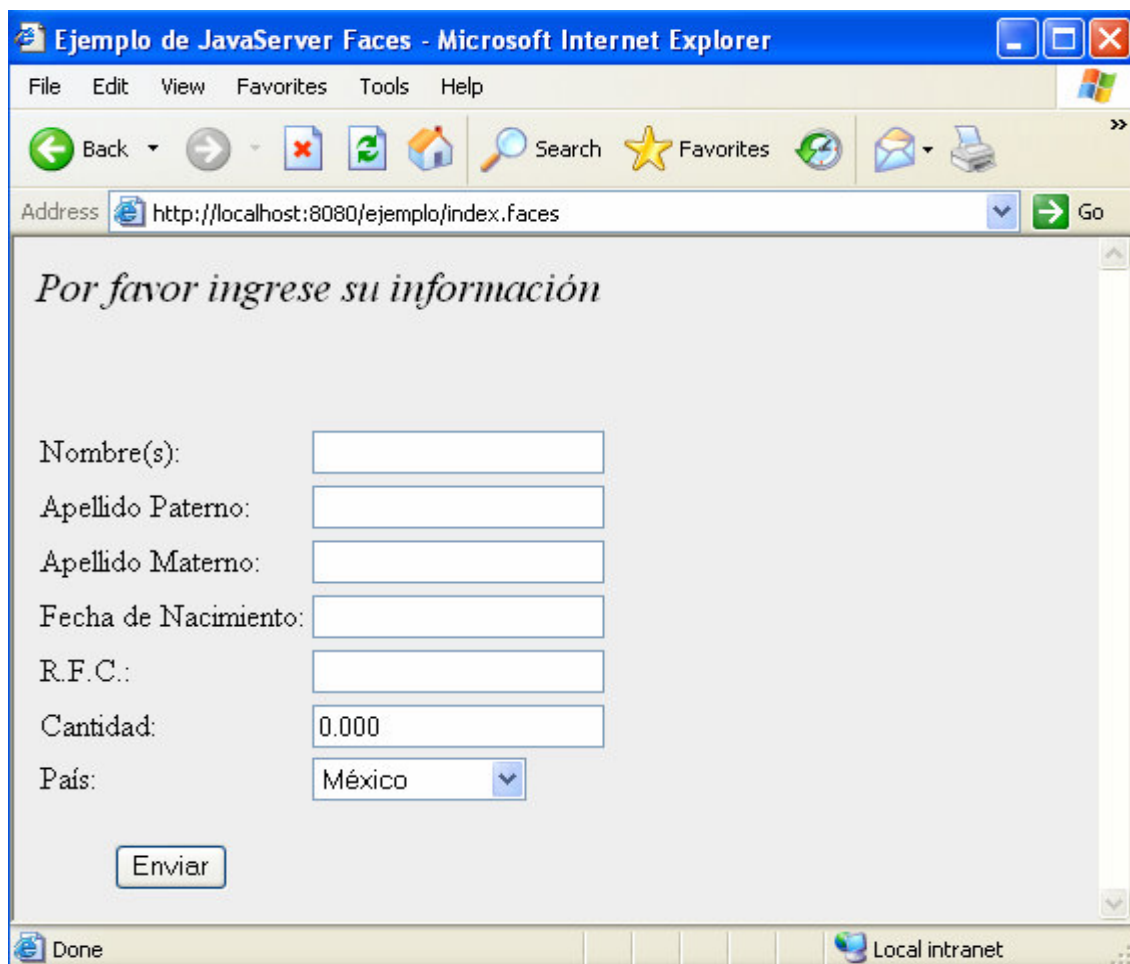 Ejemplo de JavaServer Faces - Microsoft Internet Explorer
File Edit View Favorites Tools Help
Back Search Favorites
Address http://localhost:8080/ejemplo/index.faces Go
Por favor ingrese su información
Nombre(s):
Apellido Paterno:
Apellido Materno:
Fecha de Nacimiento:
R.F.C.:
Cantidad: 0.000
País: México
Enviar
Done Local intranet